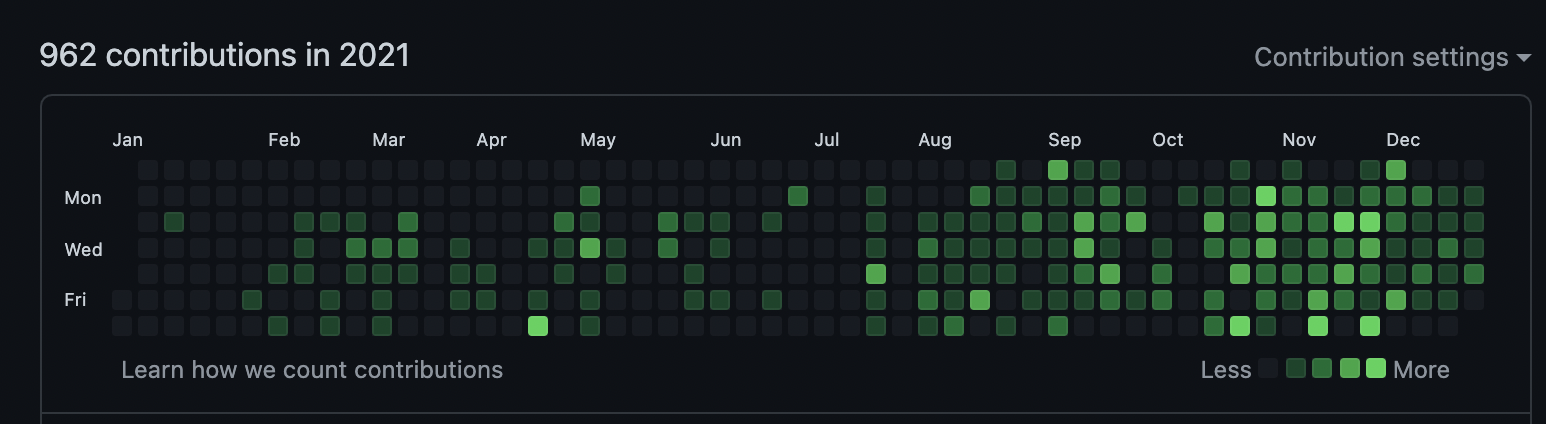 962 contributions in 2021
Contribution settings
Jan Feb Mar Apr May Jun Jul Aug Sep Oct Nov Dec
Mon
Wed
Fri
Learn how we count contributions
Less More